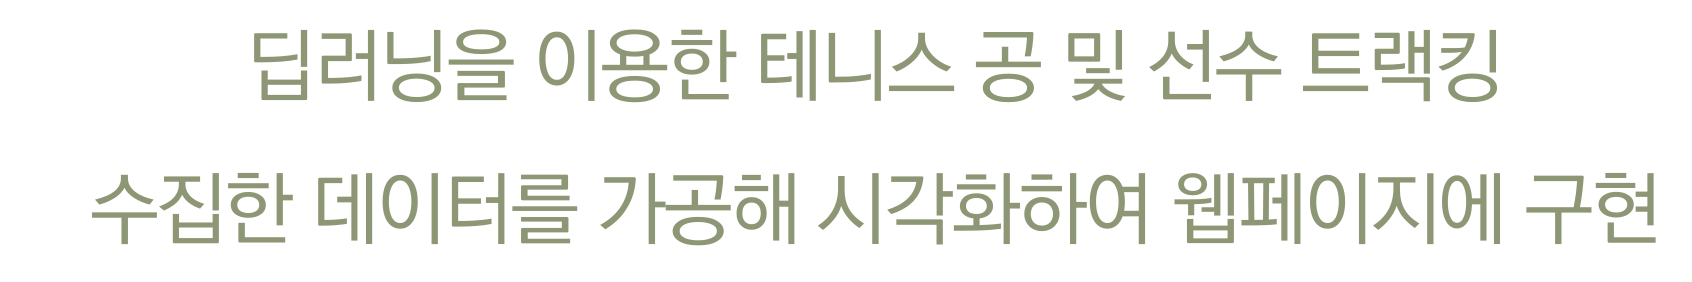 딥러닝을 이용한 테니스 공 및 선수 트랙킹
수집한 데이터를 가공해 시각화하여 웹페이지에 구현